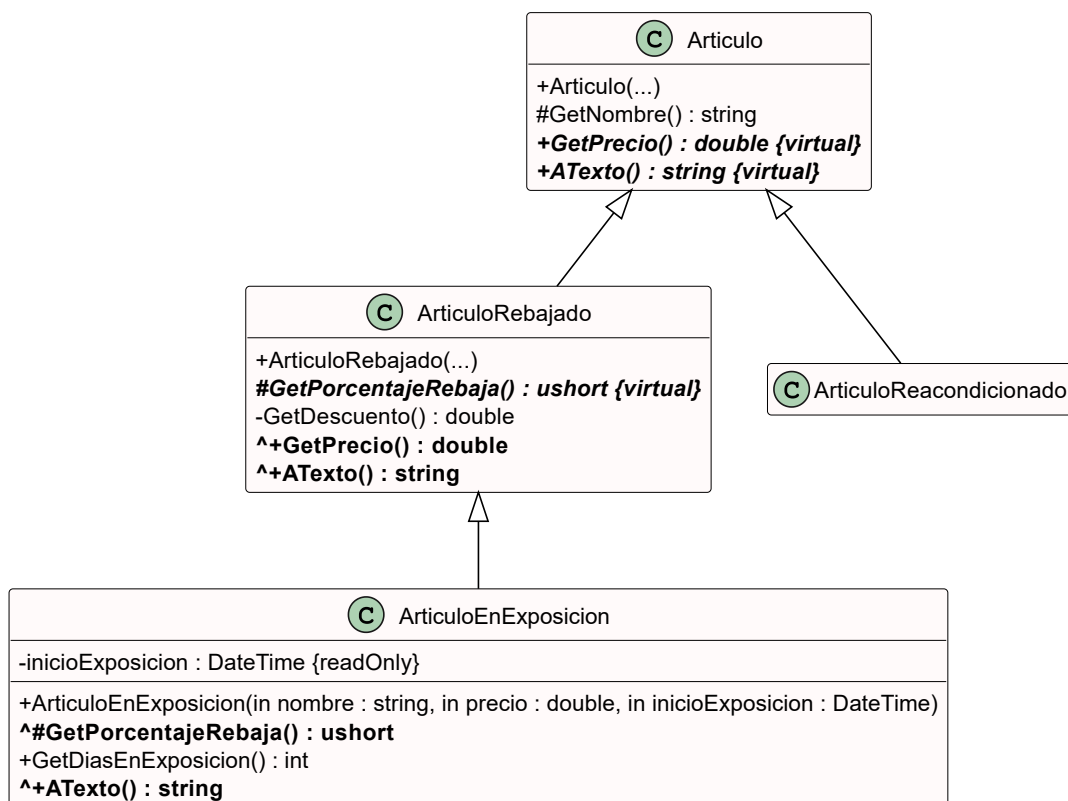 C Articulo
+Articulo(...)
#GetNombre() : string
+GetPrecio() : double {virtual}
+ATexto() : string {virtual}
C ArticuloRebajado
+ArticuloRebajado(...)
#GetPorcentajeRebaja() : ushort {virtual}
-GetDescuento() : double
^+GetPrecio() : double
^+ATexto() : string
C ArticuloReacondicionado
C ArticuloEnExposicion
-inicioExposicion : DateTime {readOnly}
+ArticuloEnExposicion(in nombre : string, in precio : double, in inicioExposicion : DateTime)
^#GetPorcentajeRebaja() : ushort
+GetDiasEnExposicion() : int
^+ATexto() : string